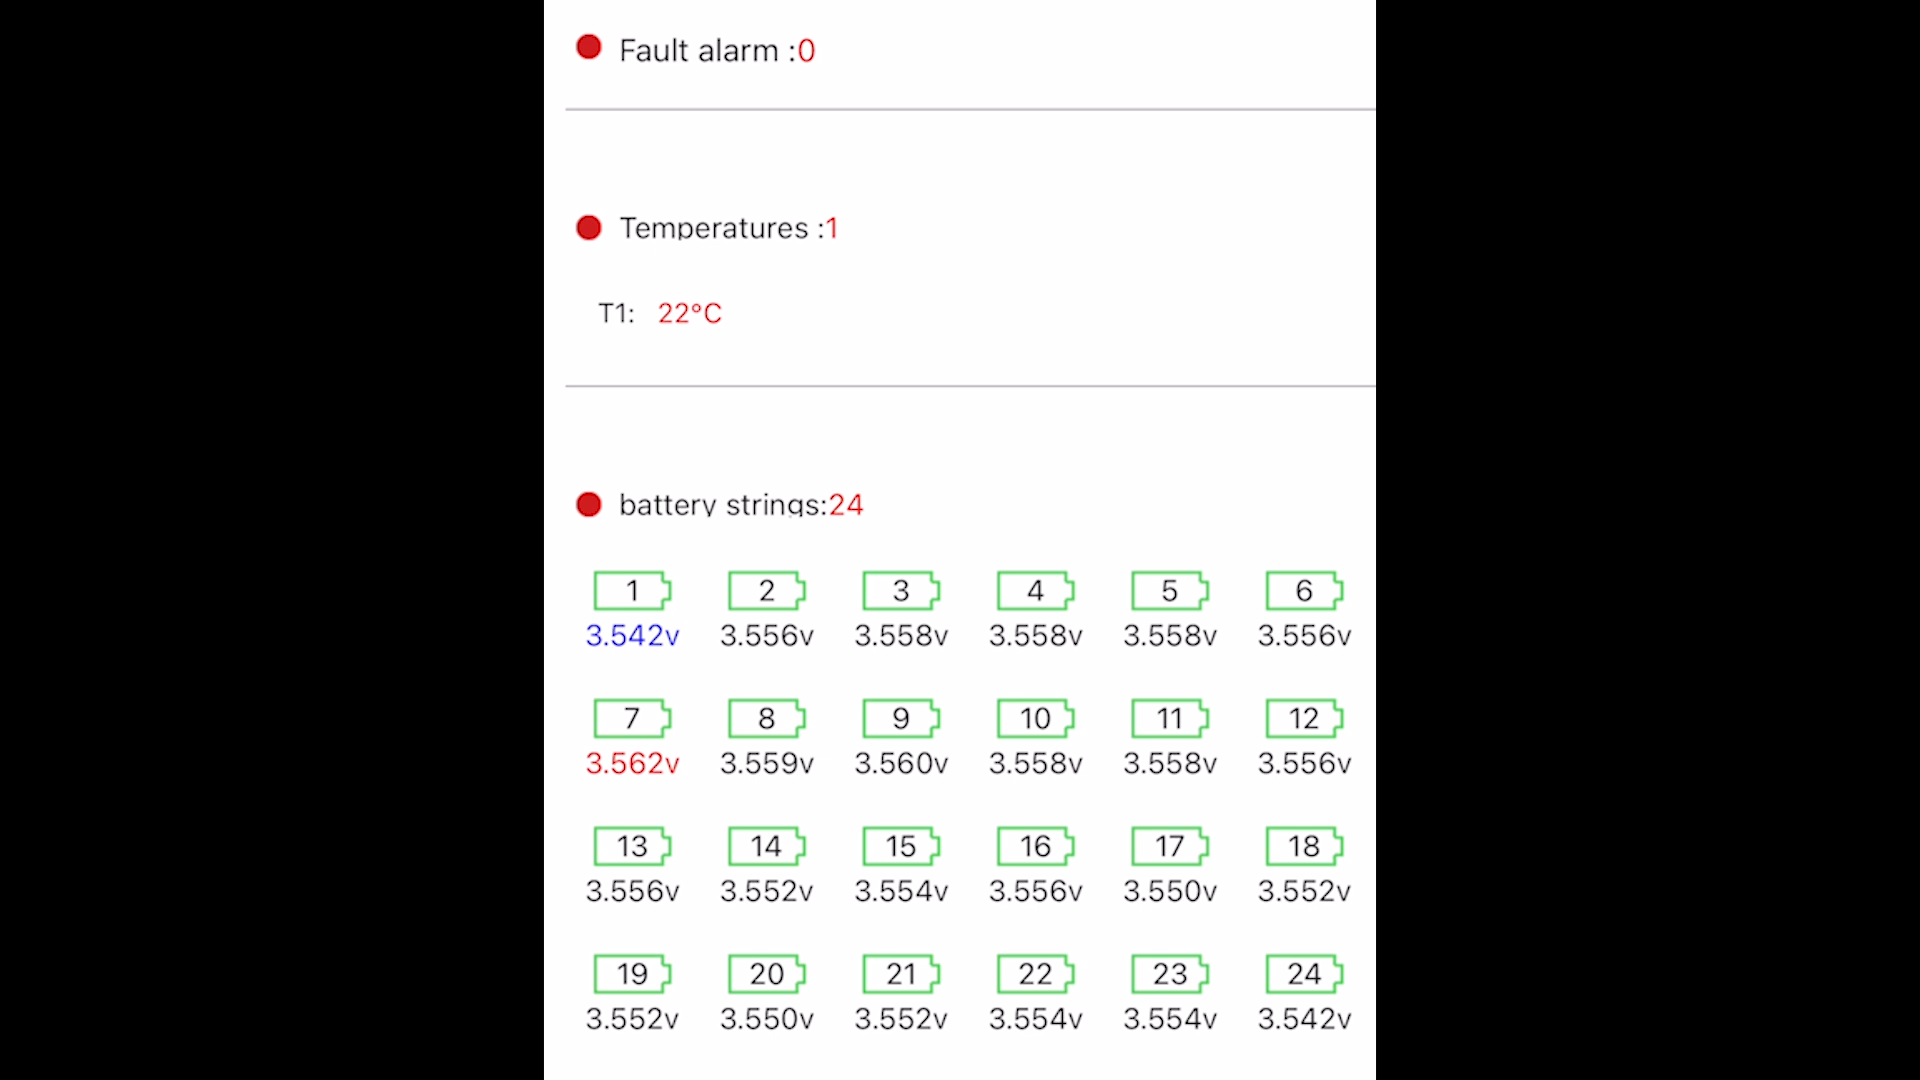 Fault alarm :0
Temperatures :1
T1: 22°C
battery strings:24
1 2 3 4 5 6
3.542v 3.556v 3.558v 3.558v 3.558v 3.556v
7 8 9 10 11 12
3.562v 3.559v 3.560v 3.558v 3.558v 3.556v
13 14 15 16 17 18
3.556v 3.552v 3.554v 3.556v 3.550v 3.552v
19 20 21 22 23 24
3.552v 3.550v 3.552v 3.554v 3.554v 3.542v